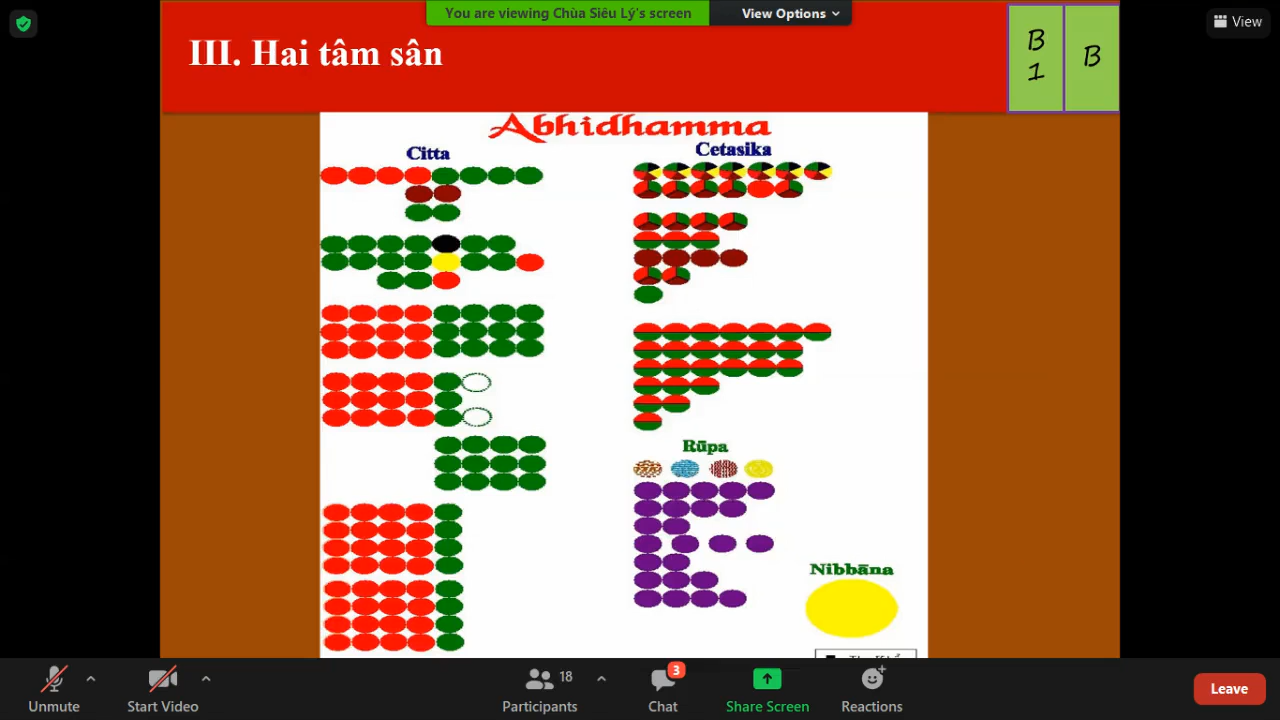 You are viewing Chùa Siêu Lý's screen
View Options
View
III. Hai tâm sân
B
1
B
Abhidhamma
Citta
Cetasika
Rūpa
Nibbāna
Unmute
Start Video
18
Participants
3
Chat
Share Screen
Reactions
Leave